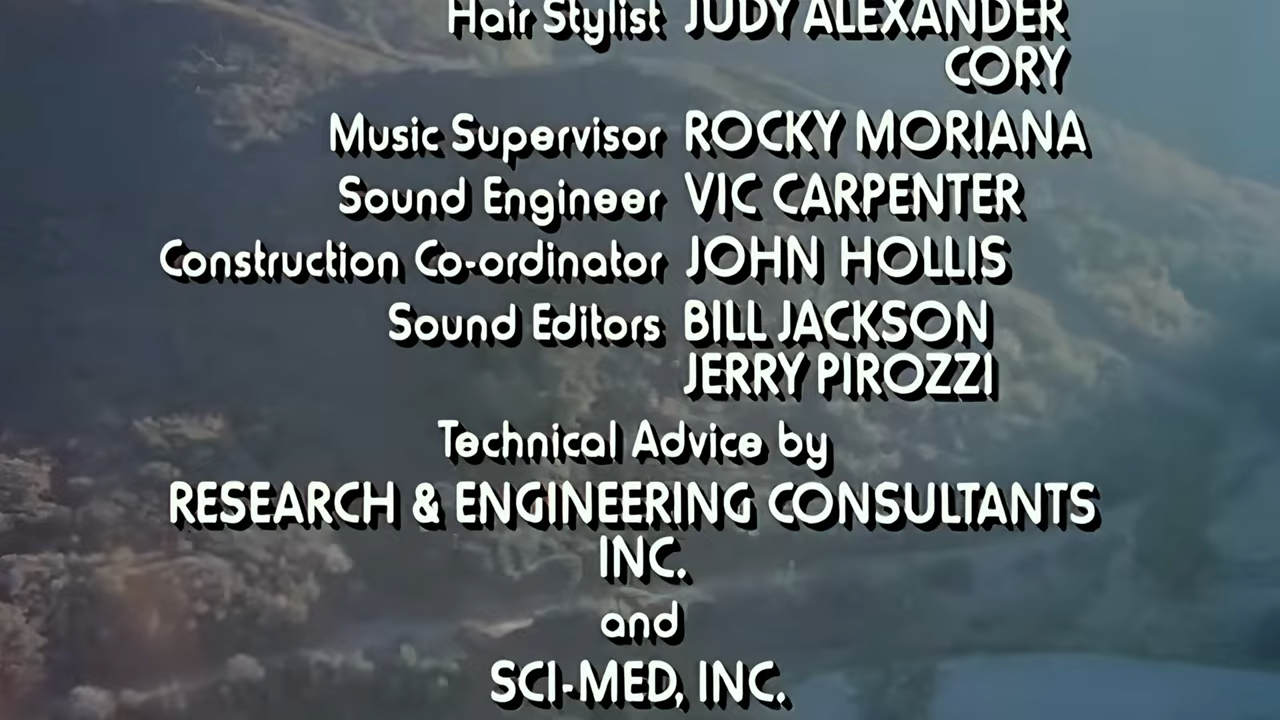 Hair Stylist JUDY ALEXANDER
CORY
Music Supervisor ROCKY MORIANA
Sound Engineer VIC CARPENTER
Construction Co-ordinator JOHN HOLLIS
Sound Editors BILL JACKSON
JERRY PIROZZI
Technical Advice by
RESEARCH & ENGINEERING CONSULTANTS
INC.
and
SCI-MED, INC.